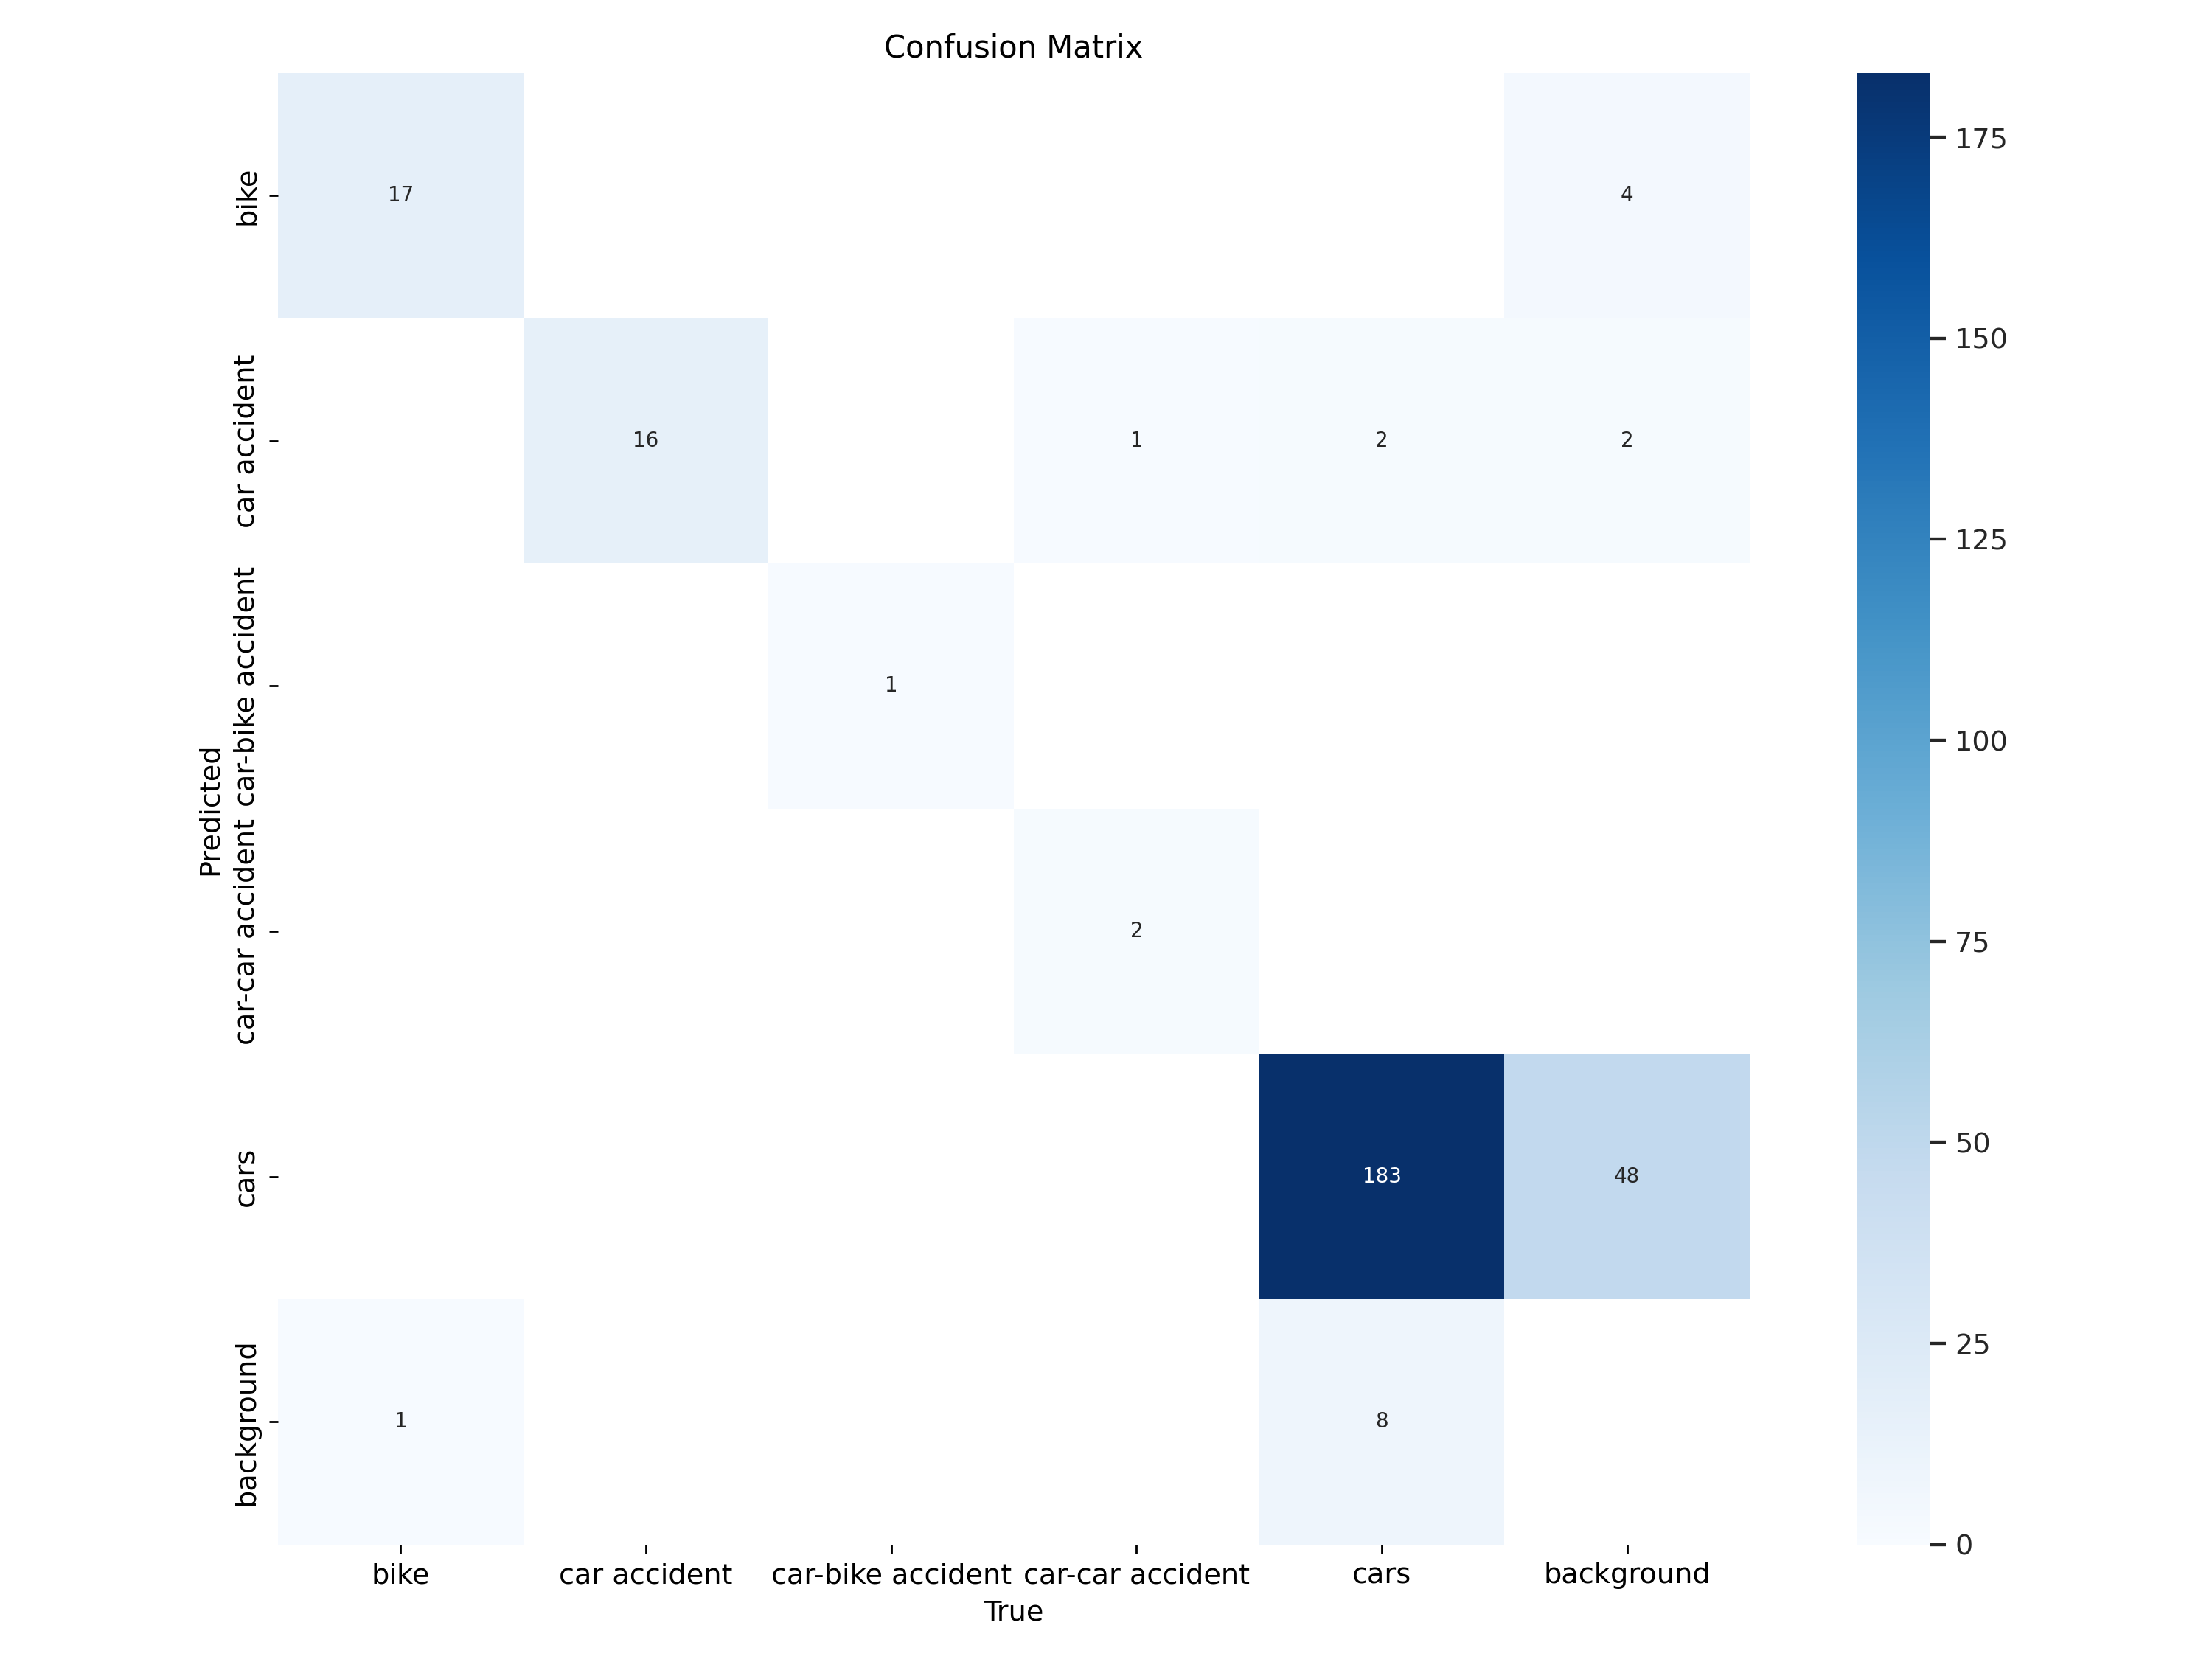 Confusion Matrix
bike
17
4
car accident
16
1
2
2
car-bike accident
1
car-car accident
2
cars
183
48
background
1
8
Predicted
bike
car accident
car-bike accident
car-car accident
cars
background
True
175
150
125
100
75
50
25
0